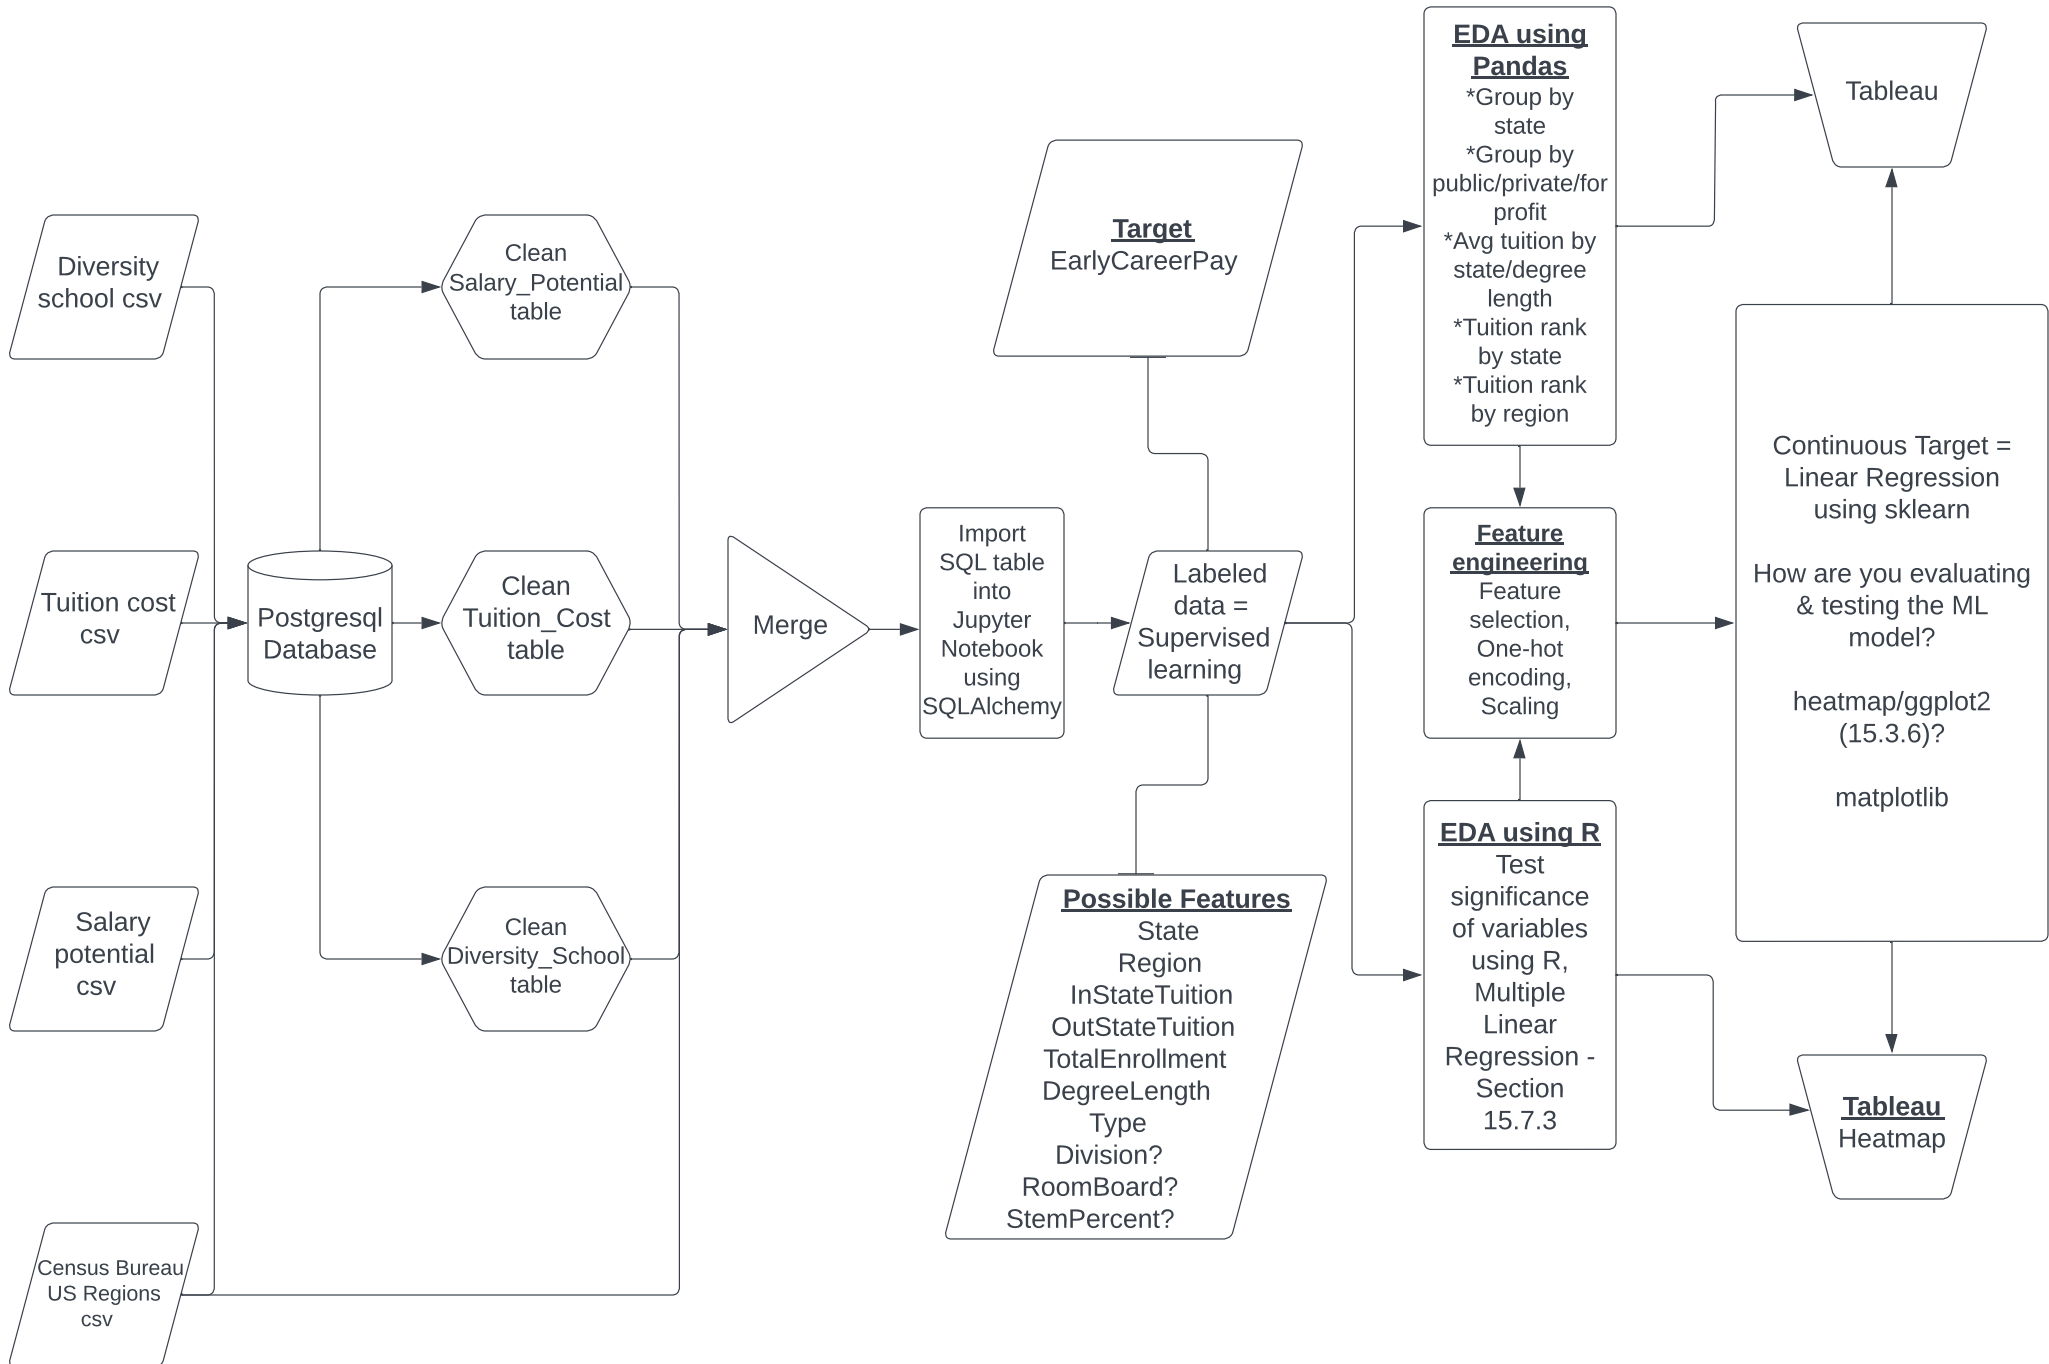 Diversity
school csv
Tuition cost
csv
Salary
potential
csv
Census Bureau
US Regions
csv
Postgresql
Database
Clean
Salary_Potential
table
Clean
Tuition_Cost
table
Clean
Diversity_School
table
Merge
Import
SQL table
into
Jupyter
Notebook
using
SQLAlchemy
Target
EarlyCareerPay
Labeled
data =
Supervised
learning
Possible Features
State
Region
InStateTuition
OutStateTuition
TotalEnrollment
DegreeLength
Type
Division?
RoomBoard?
StemPercent?
EDA using
Pandas
*Group by
state
*Group by
public/private/for
profit
*Avg tuition by
state/degree
length
*Tuition rank
by state
*Tuition rank
by region
Feature
engineering
Feature
selection,
One-hot
encoding,
Scaling
EDA using R
Test
significance
of variables
using R,
Multiple
Linear
Regression -
Section
15.7.3
Tableau
Continuous Target =
Linear Regression
using sklearn
How are you evaluating
& testing the ML
model?
heatmap/ggplot2
(15.3.6)?
matplotlib
Tableau
Heatmap